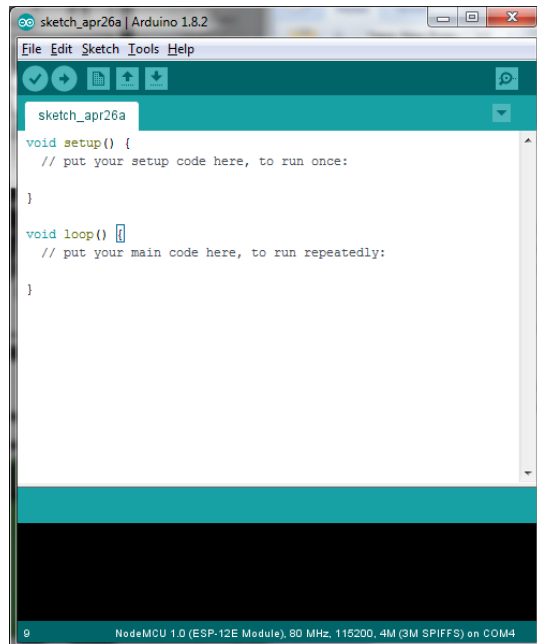 sketch_apr26a | Arduino 1.8.2
File Edit Sketch Tools Help
sketch_apr26a
void setup() {
  // put your setup code here, to run once:
}
void loop() {
  // put your main code here, to run repeatedly:
}
9 NodeMCU 1.0 (ESP-12E Module), 80 MHz, 115200, 4M (3M SPIFFS) on COM4